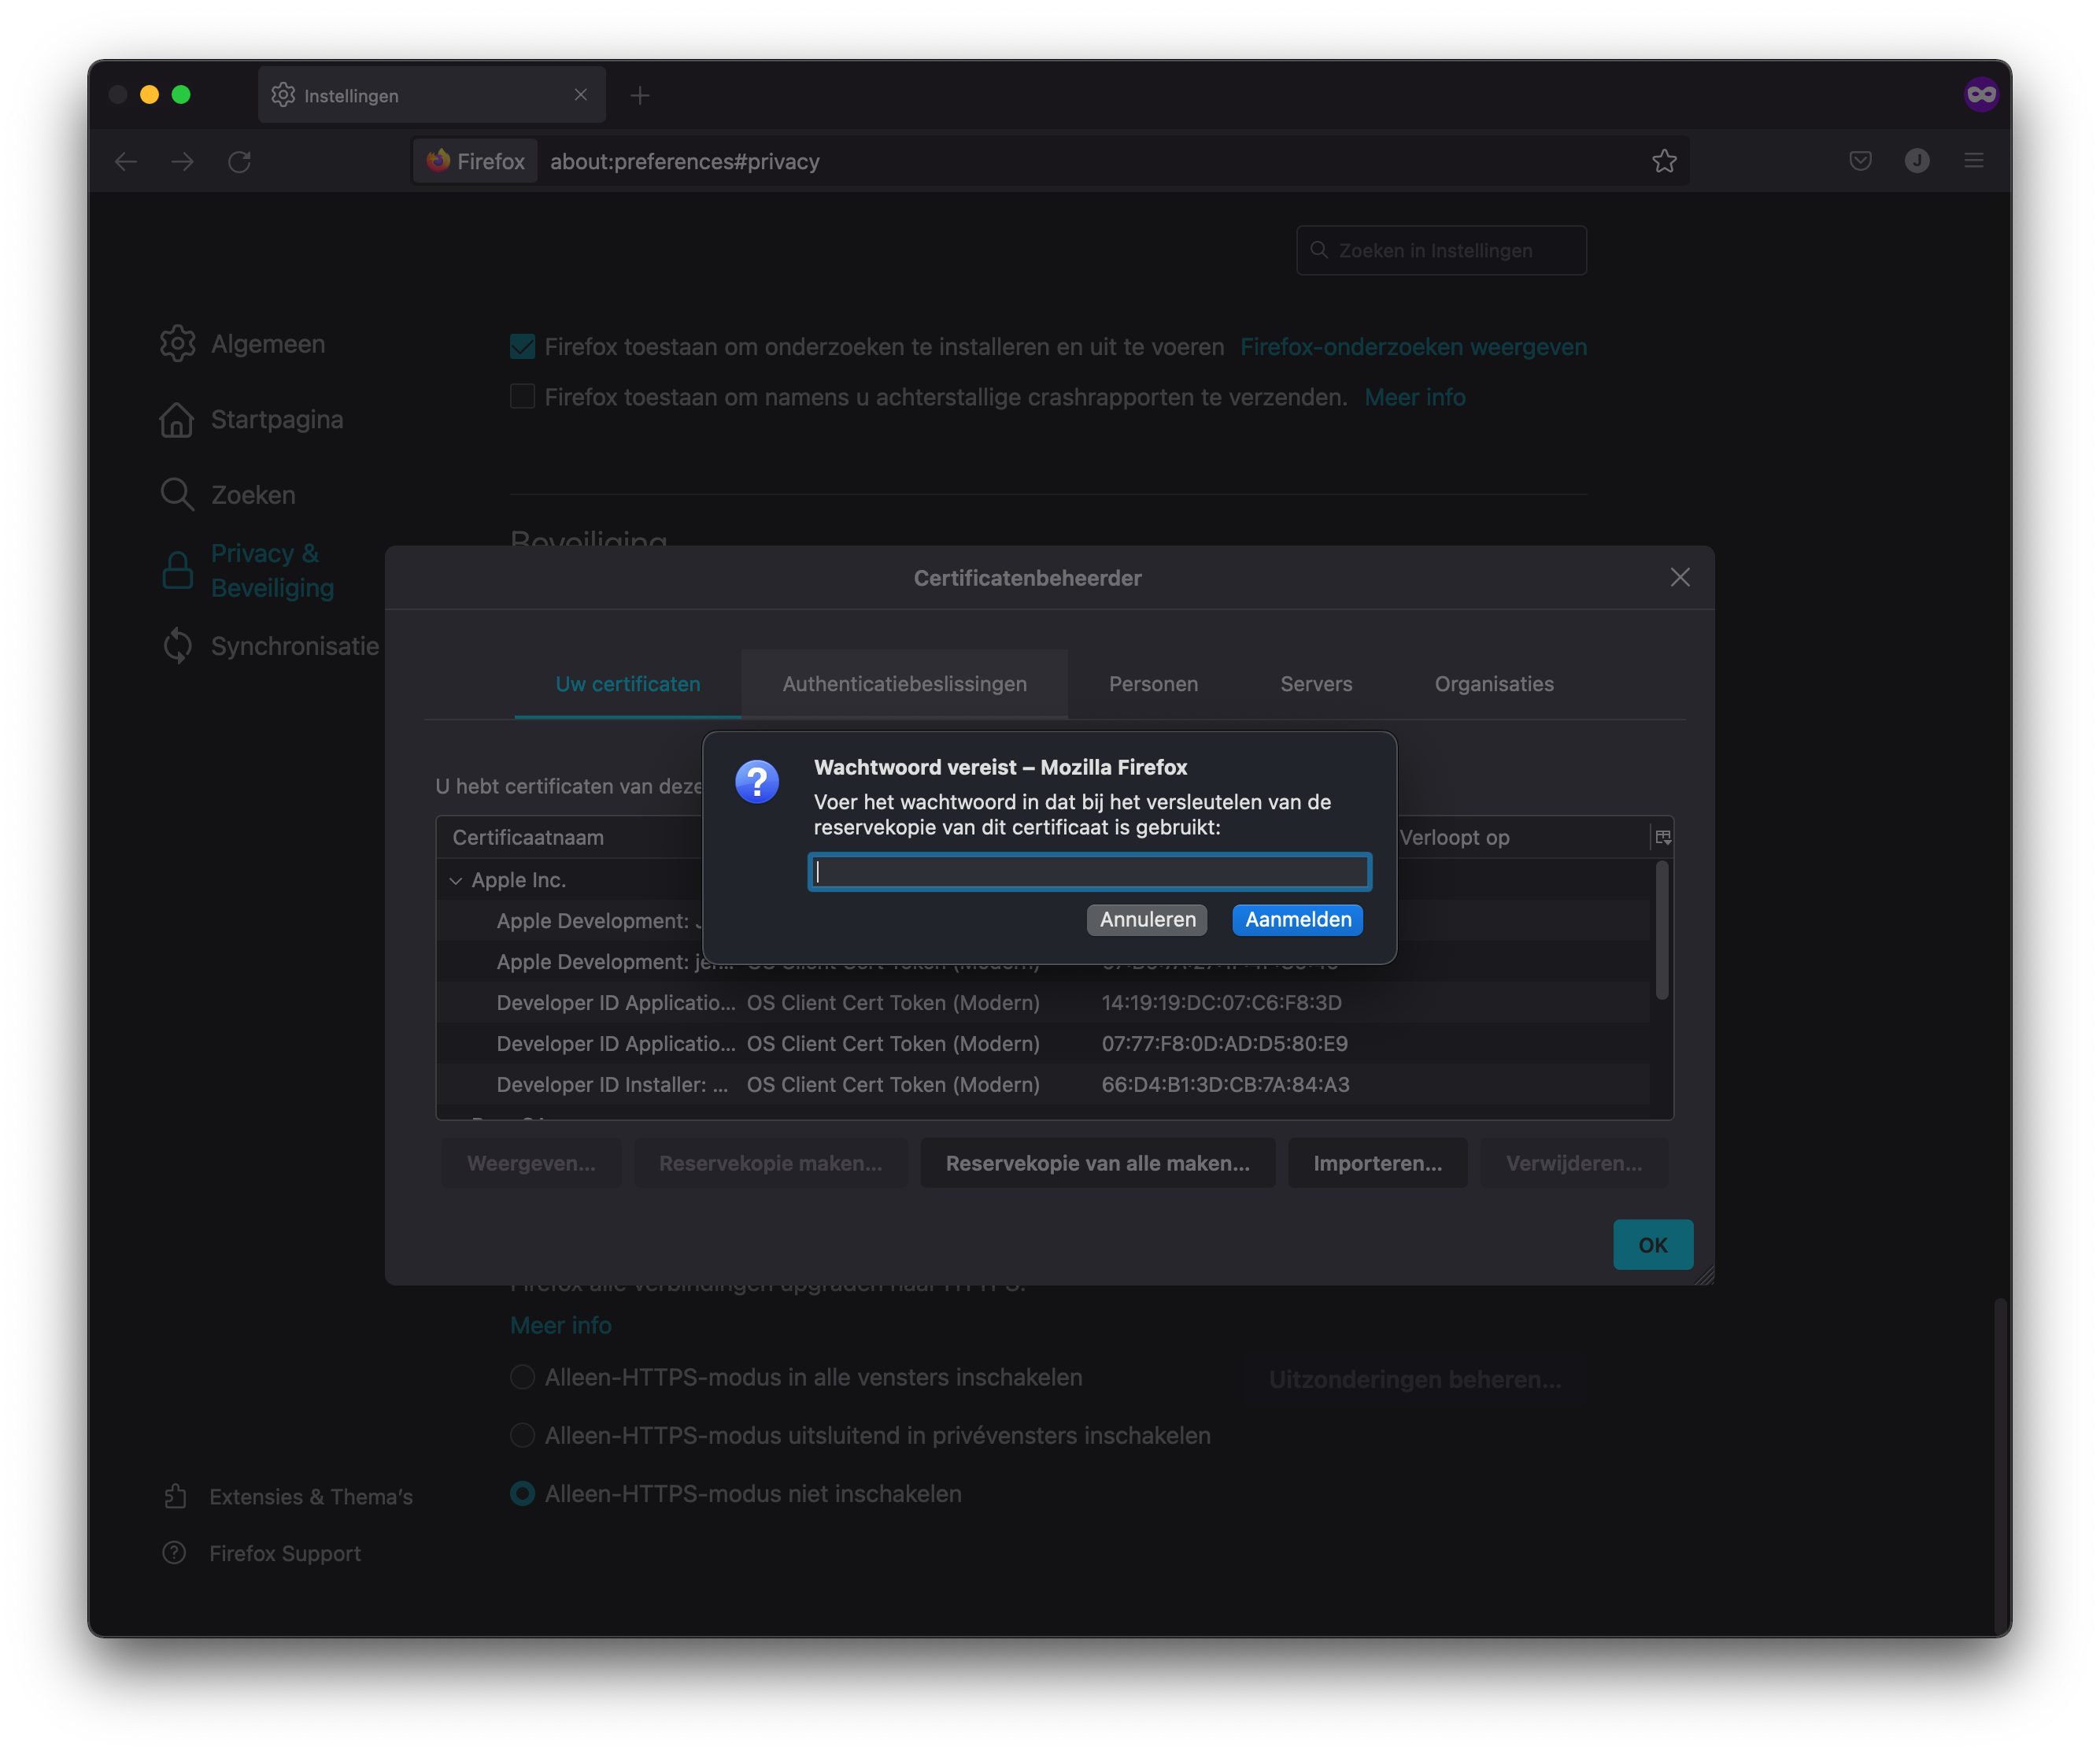 Instellingen
Firefox about:preferences#privacy
J
Zoeken in Instellingen
Algemeen
Startpagina
Zoeken
Privacy &
Beveiliging
Synchronisatie
Firefox toestaan om onderzoeken te installeren en uit te voeren Firefox-onderzoeken weergeven
Firefox toestaan om namens u achterstallige crashrapporten te verzenden. Meer info
Beveiliging
Certificatenbeheerder
Uw certificaten Authenticatiebeslissingen Personen Servers Organisaties
U hebt certificaten van deze
Wachtwoord vereist – Mozilla Firefox
Voer het wachtwoord in dat bij het versleutelen van de
reservekopie van dit certificaat is gebruikt:
Annuleren Aanmelden
Certificaatnaam Verloopt op
Apple Inc.
Apple Development:
Apple Development: jer... OS Client Cert Token (Modern)
Developer ID Applicatio... OS Client Cert Token (Modern) 14:19:19:DC:07:C6:F8:3D
Developer ID Applicatio... OS Client Cert Token (Modern) 07:77:F8:0D:AD:D5:80:E9
Developer ID Installer: ... OS Client Cert Token (Modern) 66:D4:B1:3D:CB:7A:84:A3
Weergeven... Reservekopie maken... Reservekopie van alle maken... Importeren... Verwijderen...
OK
Firefox alle verbindingen upgraden naar HTTPS.
Meer info
Alleen-HTTPS-modus in alle vensters inschakelen Uitzonderingen beheren...
Alleen-HTTPS-modus uitsluitend in privévensters inschakelen
Alleen-HTTPS-modus niet inschakelen
Extensies & Thema's
Firefox Support